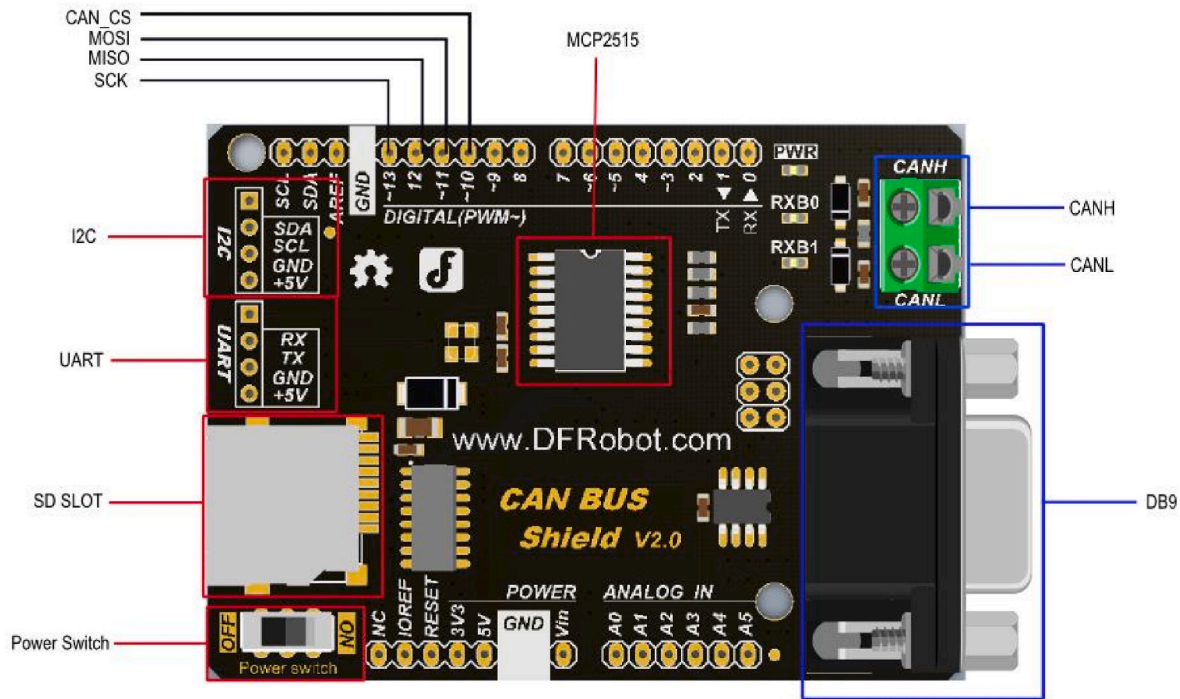 CAN_CS
MOSI
MISO
SCK
MCP2515
SCL
SDA
AREF
GND
~13
12
~11
~10
~9
8
7
~6
~5
4
~3
2
1
0
TX
RX
DIGITAL(PWM~)
PWR
RXB0
RXB1
CANH
CANL
CANH
CANL
I2C
I2C
SDA
SCL
GND
+5V
UART
UART
RX
TX
GND
+5V
www.DFRobot.com
SD SLOT
CAN BUS
Shield V2.0
DB9
POWER
ANALOG IN
Power Switch
OFF
ON
Power switch
NC
IOREF
RESET
3V3
5V
GND
Vin
A0
A1
A2
A3
A4
A5